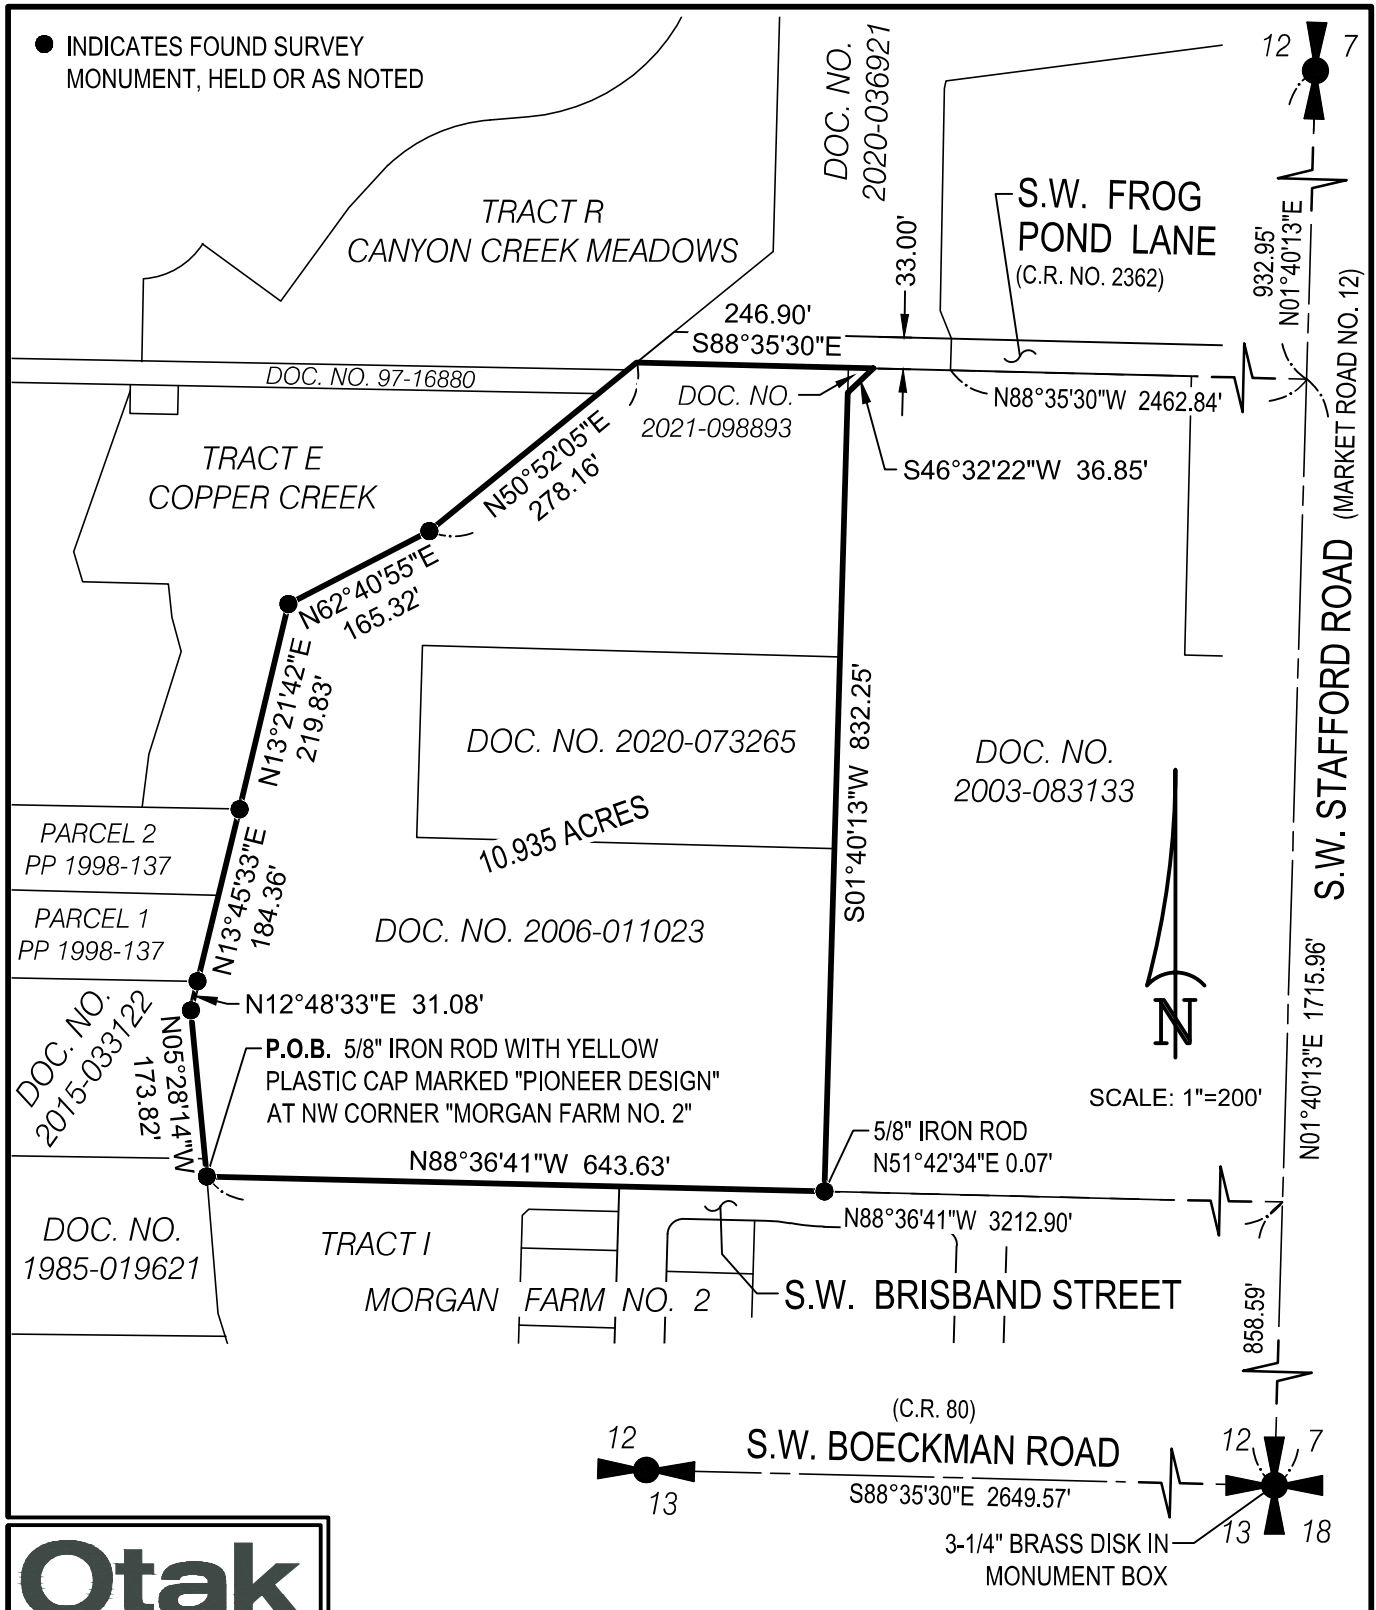 INDICATES FOUND SURVEY
MONUMENT, HELD OR AS NOTED
DOC. NO.
2020-036921
12 7
TRACT R
CANYON CREEK MEADOWS
S.W. FROG
POND LANE
(C.R. NO. 2362)
33.00'
932.95'
N01°40'13"E
246.90'
S88°35'30"E
DOC. NO. 97-16880
DOC. NO.
2021-098893
N88°35'30"W 2462.84'
S.W. STAFFORD ROAD (MARKET ROAD NO. 12)
TRACT E
COPPER CREEK
N50°52'05"E
278.16'
S46°32'22"W 36.85'
N62°40'55"E
165.32'
N13°21'42"E
219.83'
DOC. NO. 2020-073265
S01°40'13"W 832.25'
DOC. NO.
2003-083133
PARCEL 2
PP 1998-137
10.935 ACRES
N13°45'33"E
184.36'
PARCEL 1
PP 1998-137
DOC. NO. 2006-011023
N
DOC. NO.
2015-033122
N12°48'33"E 31.08'
N05°28'14"W
173.82'
P.O.B. 5/8" IRON ROD WITH YELLOW
PLASTIC CAP MARKED "PIONEER DESIGN"
AT NW CORNER "MORGAN FARM NO. 2"
SCALE: 1"=200'
N01°40'13"E 1715.96'
5/8" IRON ROD
N51°42'34"E 0.07'
N88°36'41"W 643.63'
N88°36'41"W 3212.90'
DOC. NO.
1985-019621
TRACT I
MORGAN FARM NO. 2
S.W. BRISBAND STREET
858.59'
(C.R. 80)
S.W. BOECKMAN ROAD
S88°35'30"E 2649.57'
12
13
12 7
13 18
3-1/4" BRASS DISK IN
MONUMENT BOX
Otak